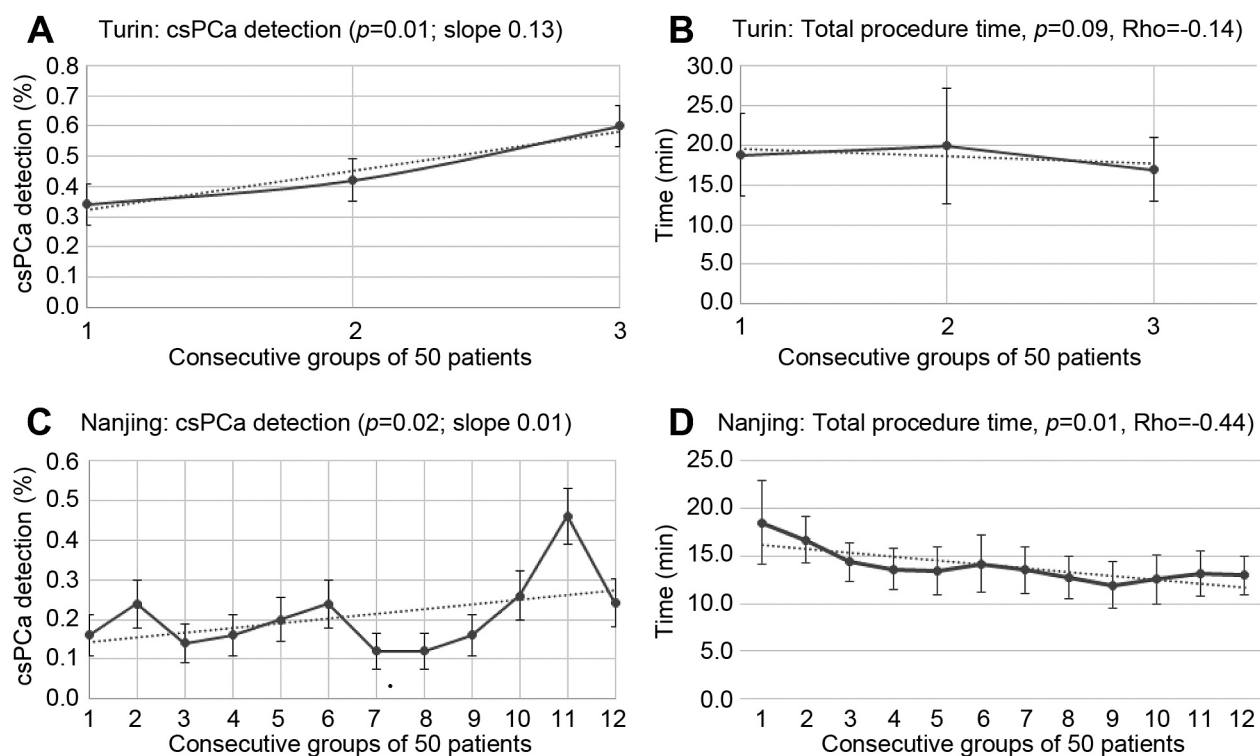 A Turin: csPCa detection (p=0.01; slope 0.13)
csPCa detection (%)
0.8
0.7
0.6
0.5
0.4
0.3
0.2
0.1
0.0
1 2 3
Consecutive groups of 50 patients
B Turin: Total procedure time, p=0.09, Rho=-0.14)
Time (min)
30.0
25.0
20.0
15.0
10.0
5.0
0.0
1 2 3
Consecutive groups of 50 patients
C Nanjing: csPCa detection (p=0.02; slope 0.01)
csPCa detection (%)
0.6
0.5
0.4
0.3
0.2
0.1
0.0
1 2 3 4 5 6 7 8 9 10 11 12
Consecutive groups of 50 patients
D Nanjing: Total procedure time, p=0.01, Rho=-0.44)
Time (min)
25.0
20.0
15.0
10.0
5.0
0.0
1 2 3 4 5 6 7 8 9 10 11 12
Consecutive groups of 50 patients